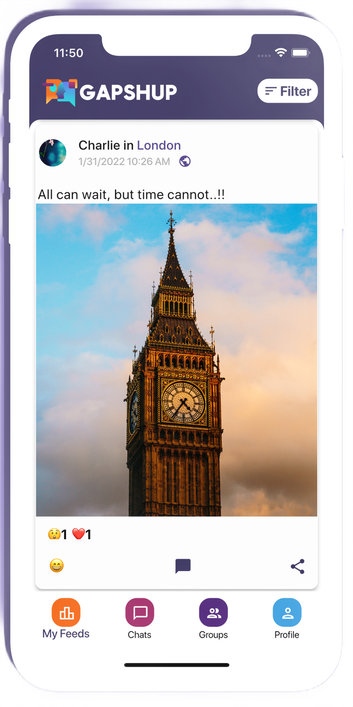 11:50
GAPSHUP
Filter
Charlie in London
1/31/2022 10:26 AM
All can wait, but time cannot..!!
1 1
My Feeds
Chats
Groups
Profile